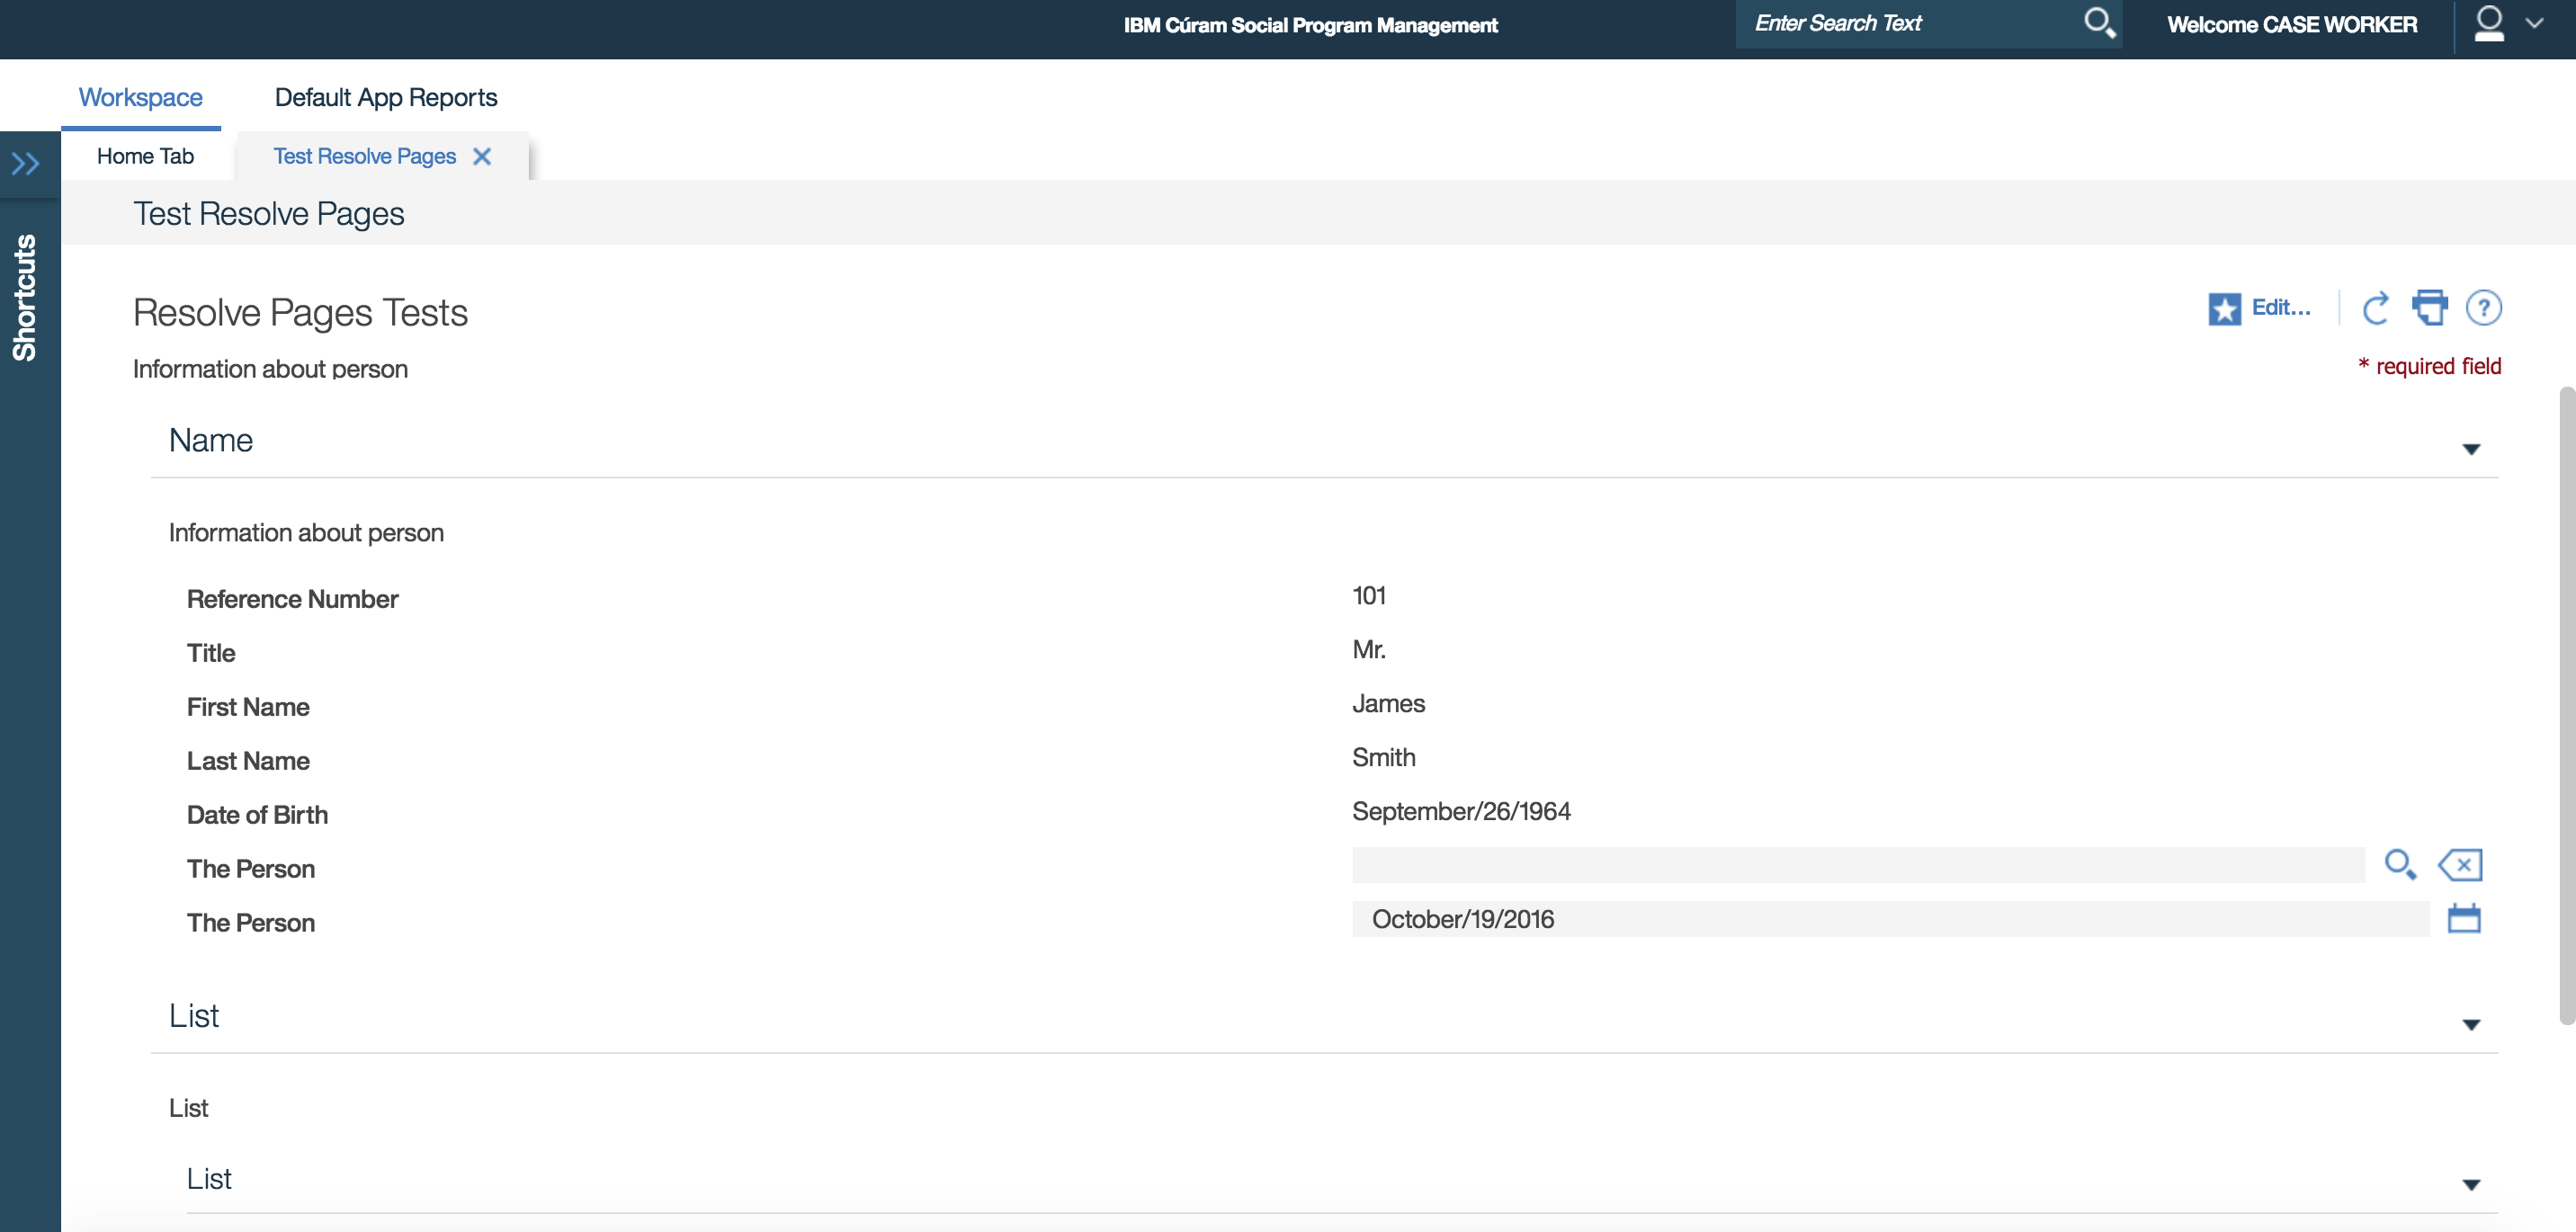 IBM Cúram Social Program Management
Enter Search Text
Welcome CASE WORKER
Workspace
Default App Reports
Home Tab
Test Resolve Pages
Shortcuts
Test Resolve Pages
Resolve Pages Tests
Edit...
?
Information about person
* required field
Name
Information about person
Reference Number 101
Title Mr.
First Name James
Last Name Smith
Date of Birth September/26/1964
The Person
The Person October/19/2016
List
List
List